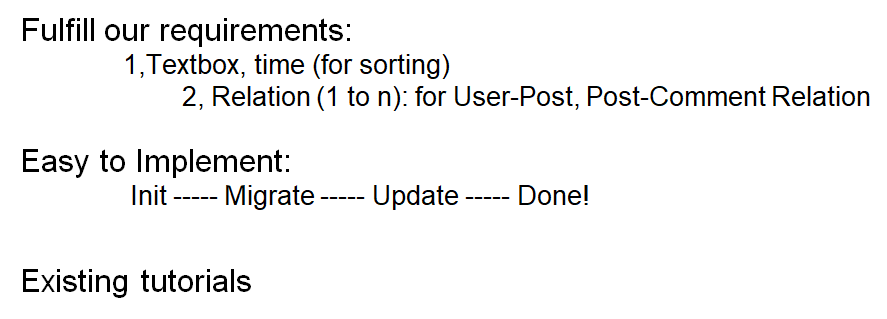 Fulfill our requirements:
1,Textbox, time (for sorting)
2, Relation (1 to n): for User-Post, Post-Comment Relation
Easy to Implement:
Init ----- Migrate ----- Update ----- Done!
Existing tutorials